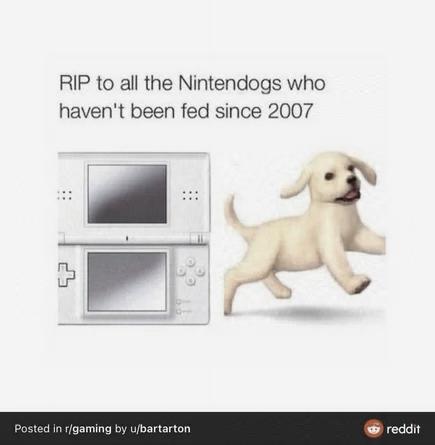 RIP to all the Nintendogs who
haven't been fed since 2007
Posted in r/gaming by u/bartarton
reddit